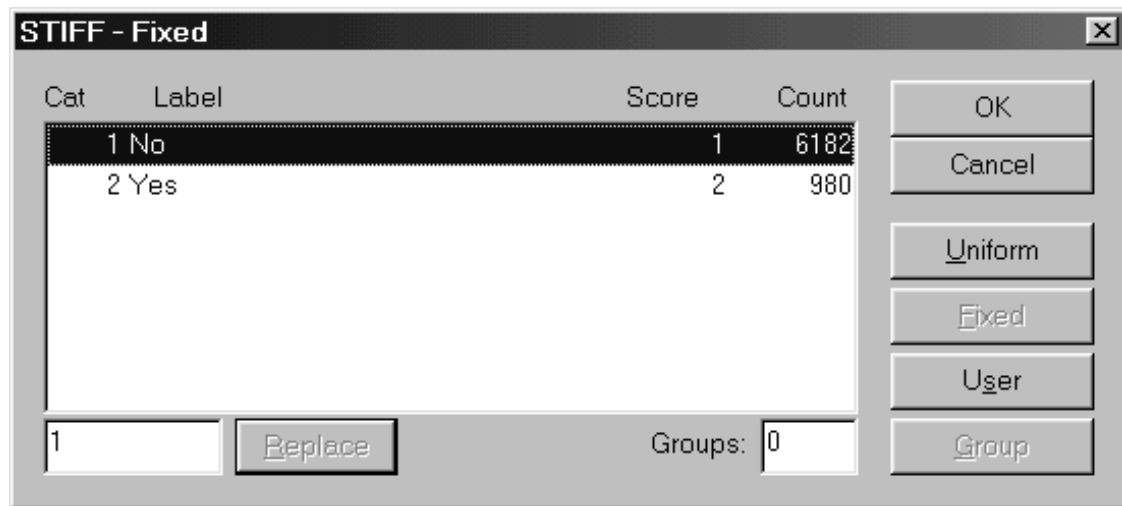 STIFF - Fixed
Cat Label Score Count
1 No 1 6182
2 Yes 2 980
OK
Cancel
Uniform
Fixed
User
1 Replace Groups: 0 Group